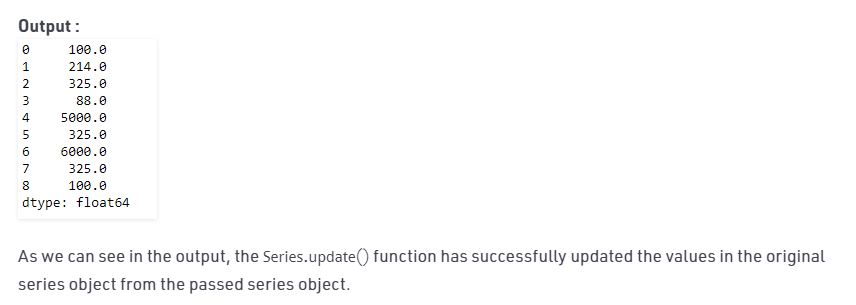 Output :
0 100.0
1 214.0
2 325.0
3 88.0
4 5000.0
5 325.0
6 6000.0
7 325.0
8 100.0
dtype: float64
As we can see in the output, the Series.update() function has successfully updated the values in the original
series object from the passed series object.